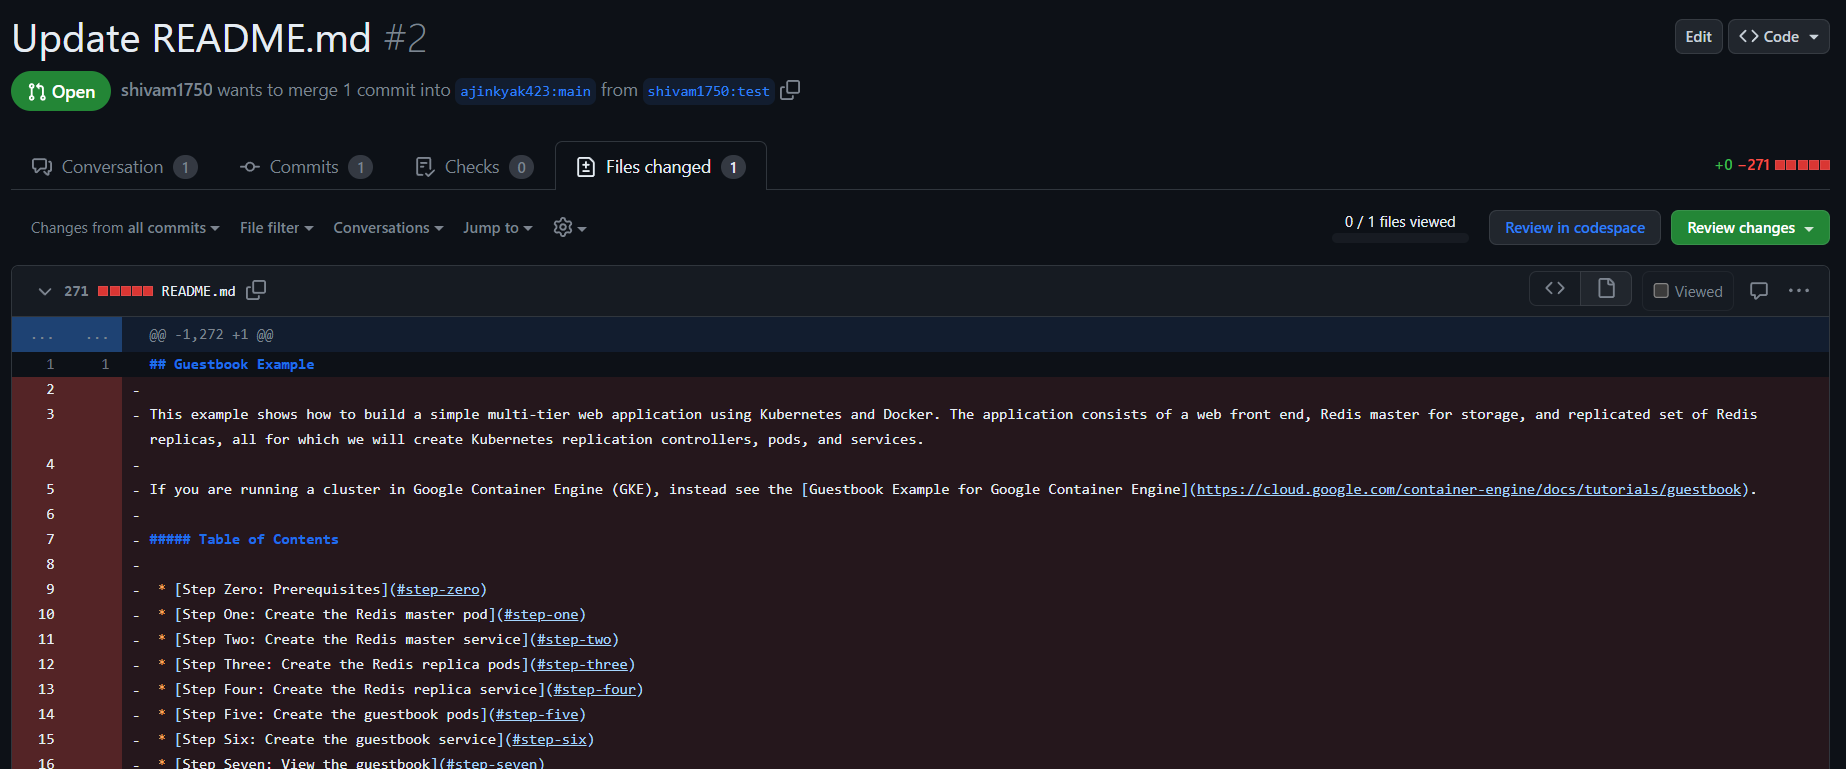 Update README.md #2
Edit
<> Code
Open
shivam1750 wants to merge 1 commit into ajinkyak423:main from shivam1750:test
Conversation 1
Commits 1
Checks 0
Files changed 1
+0 −271
Changes from all commits
File filter
Conversations
Jump to
0 / 1 files viewed
Review in codespace
Review changes
271 README.md
<>
Viewed
...
... ... @@ -1,272 +1 @@
1 1 ## Guestbook Example
2 -
3 - This example shows how to build a simple multi-tier web application using Kubernetes and Docker. The application consists of a web front end, Redis master for storage, and replicated set of Redis
replicas, all for which we will create Kubernetes replication controllers, pods, and services.
4 -
5 - If you are running a cluster in Google Container Engine (GKE), instead see the [Guestbook Example for Google Container Engine](https://cloud.google.com/container-engine/docs/tutorials/guestbook).
6 -
7 - ##### Table of Contents
8 -
9 - * [Step Zero: Prerequisites](#step-zero)
10 - * [Step One: Create the Redis master pod](#step-one)
11 - * [Step Two: Create the Redis master service](#step-two)
12 - * [Step Three: Create the Redis replica pods](#step-three)
13 - * [Step Four: Create the Redis replica service](#step-four)
14 - * [Step Five: Create the guestbook pods](#step-five)
15 - * [Step Six: Create the guestbook service](#step-six)
16 - * [Step Seven: View the guestbook](#step-seven)